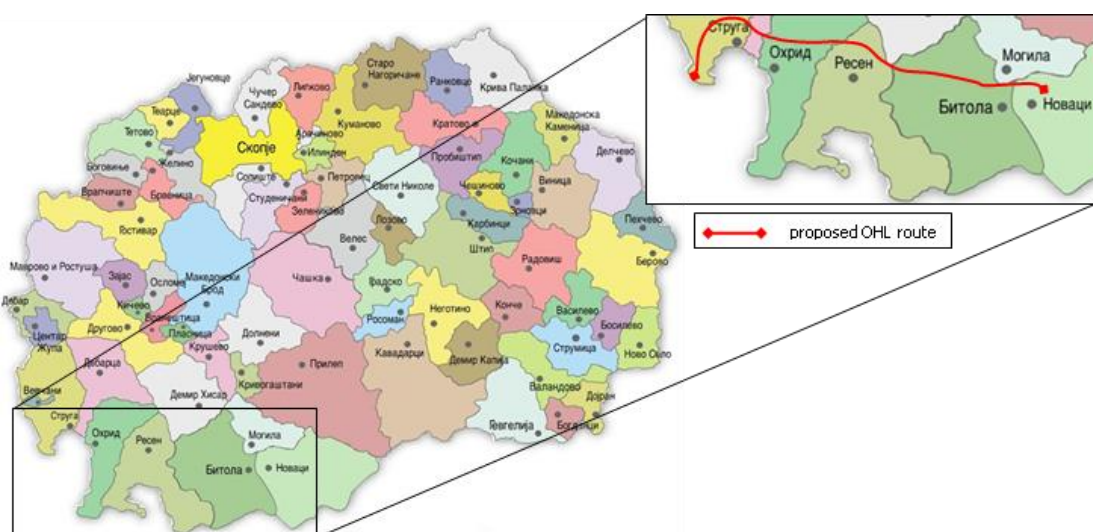 Јегуновце
Чучер
Сандево
Липково
Старо
Нагоричане
Ранковце
Крива Паланка
Теарце
Тетово
Скопје
Арачиново
Куманово
Кратово
Македонска
Каменица
Желино
Илинден
Пробиштип
Кочани
Делчево
Боговиње
Сопиште
Петровец
Свети Николе
Чешиново
Виница
Врапчиште
Брвеница
Студеничани
Зелениково
Лозово
Карбинци
Пехчево
Гостивар
Велес
Штип
Берово
Маврово и Ростуша
Зајас
Осломеј
Македонски
Брод
Чашка
Градско
Радовиш
Дебар
Кичево
Вранештица
Росоман
Неготино
Конче
Василево
Босилево
Центар
Жупа
Другово
Пласница
Долнени
Крушево
Прилеп
Кавадарци
Демир Капија
Струмица
Ново Село
Вевчани
Дебарца
Кривогаштани
Демир Хисар
Валандово
Дојран
Струга
Гевгелија
Богданци
Охрид
Ресен
Могила
Битола
Новаци
Струга
Охрид
Ресен
Могила
Битола
Новаци
proposed OHL route